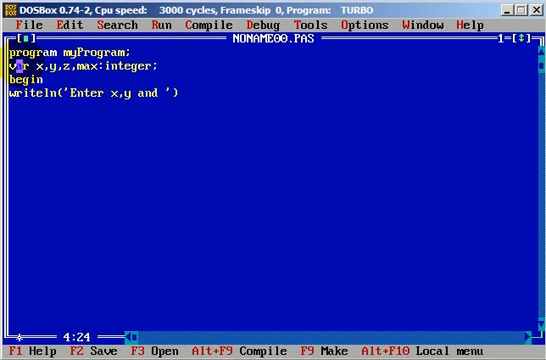 DOSBox 0.74-2, Cpu speed: 3000 cycles, Frameskip 0, Program: TURBO
File Edit Search Run Compile Debug Tools Options Window Help
NONAME00.PAS 1=[↕]
program myProgram;
var x,y,z,max:integer;
begin
writeln('Enter x,y and ')
4:24
F1 Help F2 Save F3 Open Alt+F9 Compile F9 Make Alt+F10 Local menu